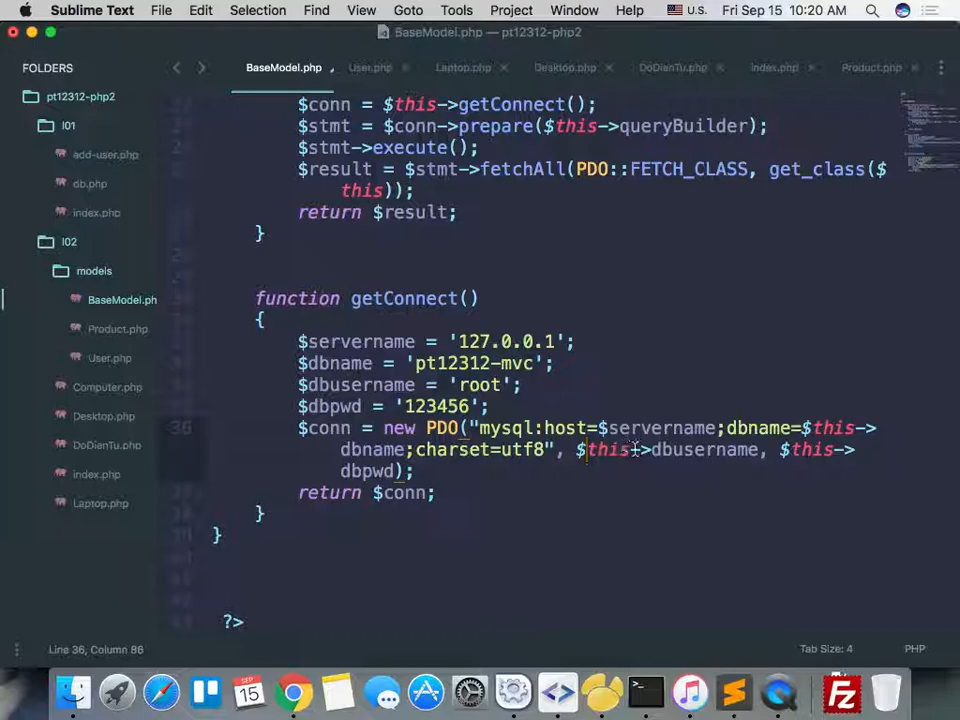 Sublime Text File Edit Selection Find View Goto Tools Project Window Help U.S. Fri Sep 15 10:20 AM
BaseModel.php — pt12312-php2
FOLDERS
BaseModel.php User.php Laptop.php Desktop.php DoDienTu.php index.php Product.php
pt12312-php2
l01
add-user.php
db.php
index.php
l02
models
BaseModel.ph
Product.php
User.php
Computer.php
Desktop.php
DoDienTu.php
index.php
Laptop.php
$conn = $this->getConnect();
$stmt = $conn->prepare($this->queryBuilder);
$stmt->execute();
$result = $stmt->fetchAll(PDO::FETCH_CLASS, get_class($
this));
return $result;
}
function getConnect()
{
$servername = '127.0.0.1';
$dbname = 'pt12312-mvc';
$dbusername = 'root';
$dbpwd = '123456';
36 $conn = new PDO("mysql:host=$servername;dbname=$this->
dbname;charset=utf8", $this->dbusername, $this->
dbpwd);
return $conn;
}
}
?>
Line 36, Column 86 Tab Size: 4 PHP
SEP
15